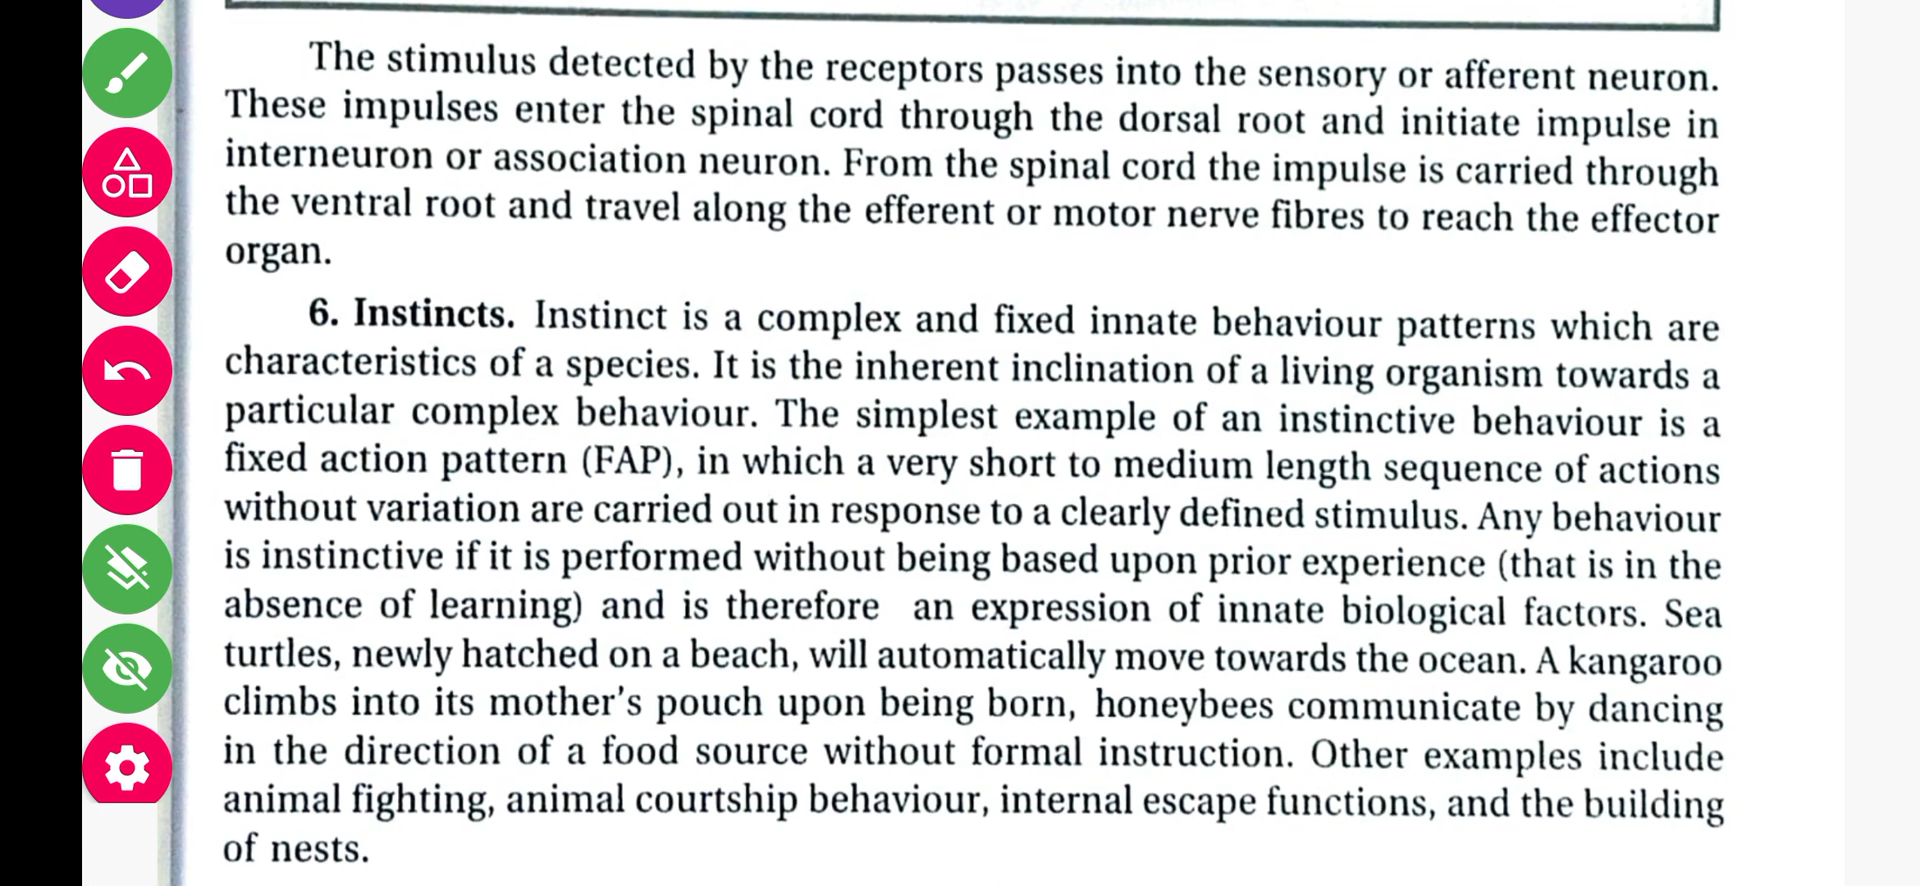 The stimulus detected by the receptors passes into the sensory or afferent neuron.
These impulses enter the spinal cord through the dorsal root and initiate impulse in
interneuron or association neuron. From the spinal cord the impulse is carried through
the ventral root and travel along the efferent or motor nerve fibres to reach the effector
organ.
6. Instincts. Instinct is a complex and fixed innate behaviour patterns which are
characteristics of a species. It is the inherent inclination of a living organism towards a
particular complex behaviour. The simplest example of an instinctive behaviour is a
fixed action pattern (FAP), in which a very short to medium length sequence of actions
without variation are carried out in response to a clearly defined stimulus. Any behaviour
is instinctive if it is performed without being based upon prior experience (that is in the
absence of learning) and is therefore an expression of innate biological factors. Sea
turtles, newly hatched on a beach, will automatically move towards the ocean. A kangaroo
climbs into its mother's pouch upon being born, honeybees communicate by dancing
in the direction of a food source without formal instruction. Other examples include
animal fighting, animal courtship behaviour, internal escape functions, and the building
of nests.